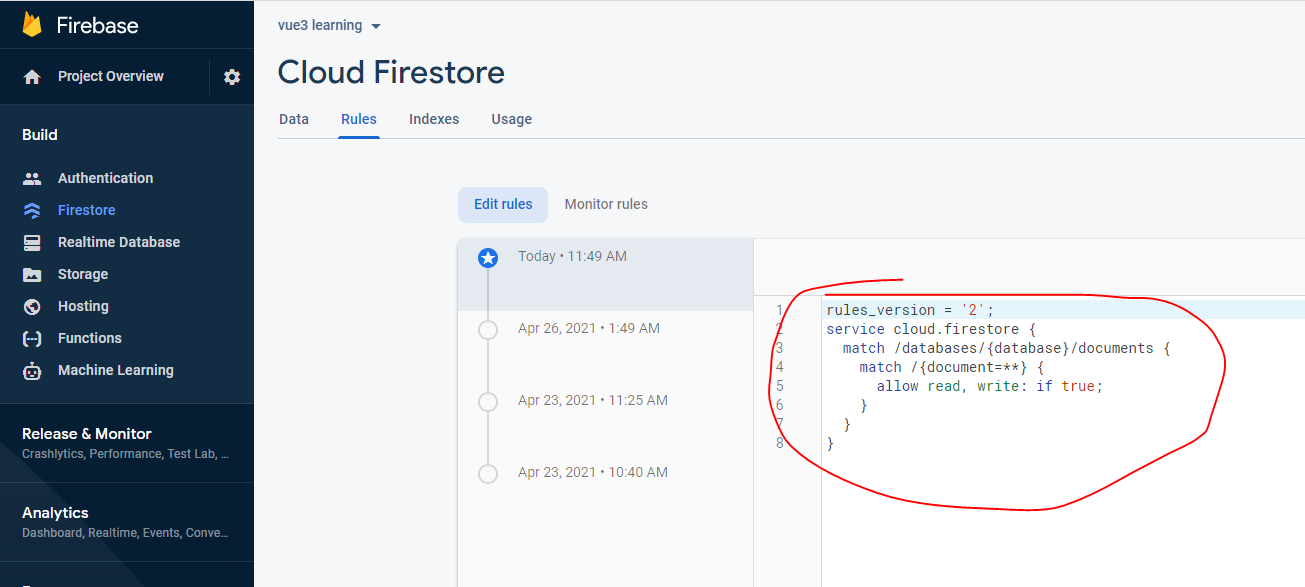 Firebase
Project Overview
Build
Authentication
Firestore
Realtime Database
Storage
Hosting
Functions
Machine Learning
Release & Monitor
Crashlytics, Performance, Test Lab, ...
Analytics
Dashboard, Realtime, Events, Conve...
vue3 learning
Cloud Firestore
Data Rules Indexes Usage
Edit rules Monitor rules
Today • 11:49 AM
Apr 26, 2021 • 1:49 AM
Apr 23, 2021 • 11:25 AM
Apr 23, 2021 • 10:40 AM
1 rules_version = '2';
2 service cloud.firestore {
3 match /databases/{database}/documents {
4 match /{document=**} {
5 allow read, write: if true;
6 }
7 }
8 }